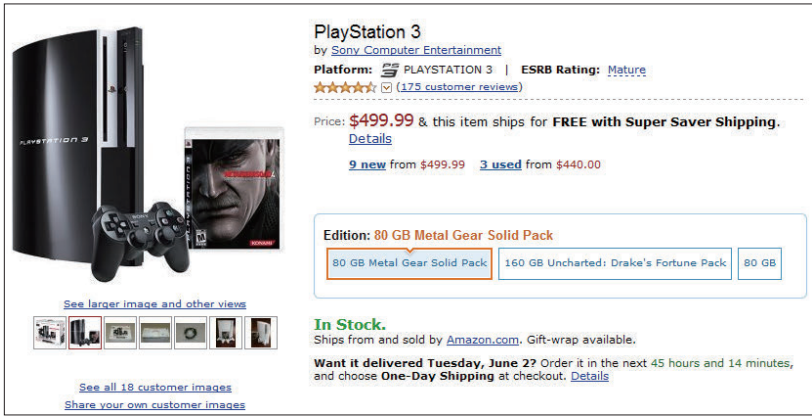 PlayStation 3
by Sony Computer Entertainment
Platform: PLAYSTATION 3 | ESRB Rating: Mature
(175 customer reviews)
Price: $499.99 & this item ships for FREE with Super Saver Shipping.
Details
9 new from $499.99 3 used from $440.00
Edition: 80 GB Metal Gear Solid Pack
80 GB Metal Gear Solid Pack
160 GB Uncharted: Drake's Fortune Pack
80 GB
In Stock.
Ships from and sold by Amazon.com. Gift-wrap available.
Want it delivered Tuesday, June 2? Order it in the next 45 hours and 14 minutes,
and choose One-Day Shipping at checkout. Details
PLAYSTATION 3
SONY
KONAMI
See larger image and other views
See all 18 customer images
Share your own customer images